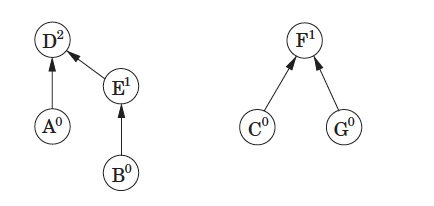 D² F¹
E¹
A⁰ C⁰ G⁰
B⁰